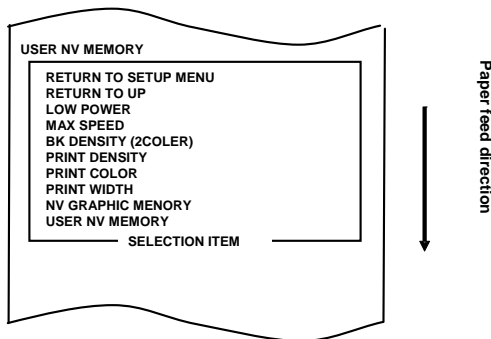 USER NV MEMORY
RETURN TO SETUP MENU
RETURN TO UP
LOW POWER
MAX SPEED
BK DENSITY (2COLER)
PRINT DENSITY
PRINT COLOR
PRINT WIDTH
NV GRAPHIC MENORY
USER NV MEMORY
SELECTION ITEM
Paper feed direction